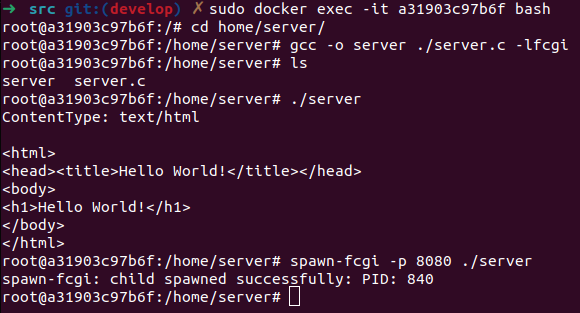 ➜ src git:(develop) ✗ sudo docker exec -it a31903c97b6f bash
root@a31903c97b6f:/# cd home/server/
root@a31903c97b6f:/home/server# gcc -o server ./server.c -lfcgi
root@a31903c97b6f:/home/server# ls
server  server.c
root@a31903c97b6f:/home/server# ./server
ContentType: text/html

<html>
<head><title>Hello World!</title></head>
<body>
<h1>Hello World!</h1>
</body>
</html>
root@a31903c97b6f:/home/server# spawn-fcgi -p 8080 ./server
spawn-fcgi: child spawned successfully: PID: 840
root@a31903c97b6f:/home/server#